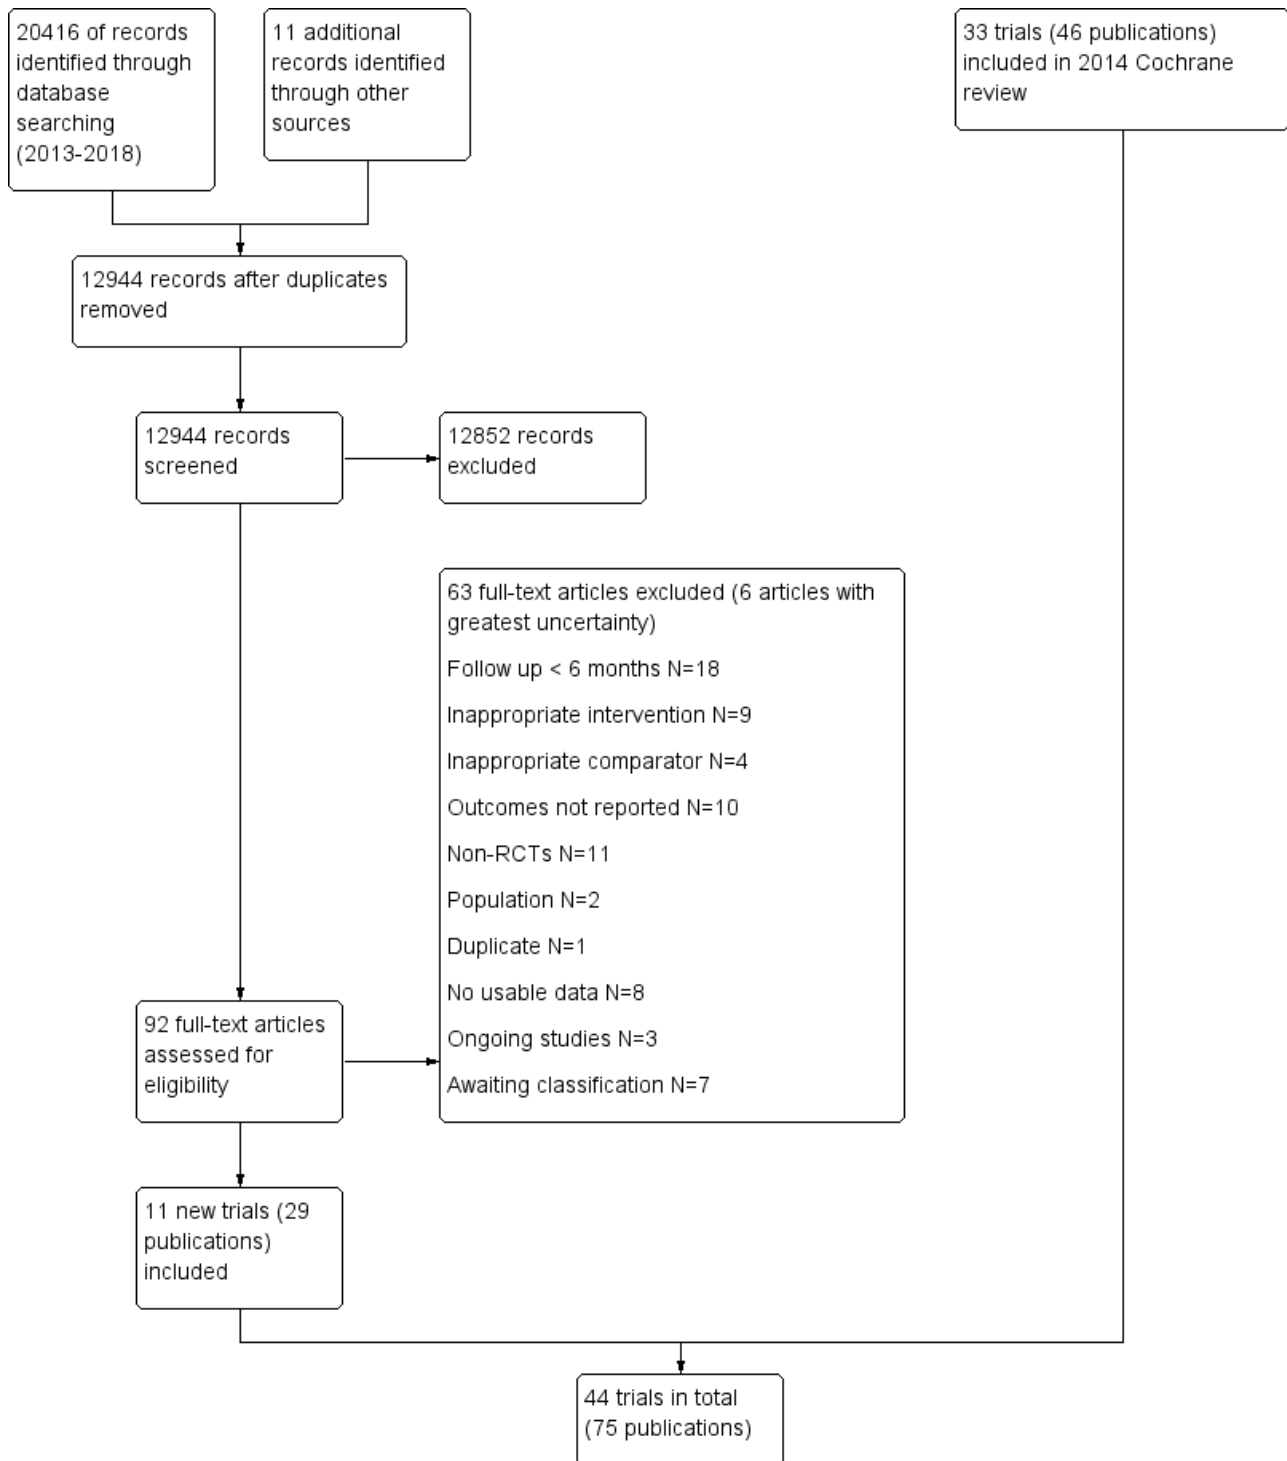 20416 of records
identified through
database
searching
(2013-2018)
11 additional
records identified
through other
sources
33 trials (46 publications)
included in 2014 Cochrane
review
12944 records after duplicates
removed
12944 records
screened
12852 records
excluded
63 full-text articles excluded (6 articles with
greatest uncertainty)
Follow up < 6 months N=18
Inappropriate intervention N=9
Inappropriate comparator N=4
Outcomes not reported N=10
Non-RCTs N=11
Population N=2
Duplicate N=1
No usable data N=8
Ongoing studies N=3
Awaiting classification N=7
92 full-text articles
assessed for
eligibility
11 new trials (29
publications)
included
44 trials in total
(75 publications)